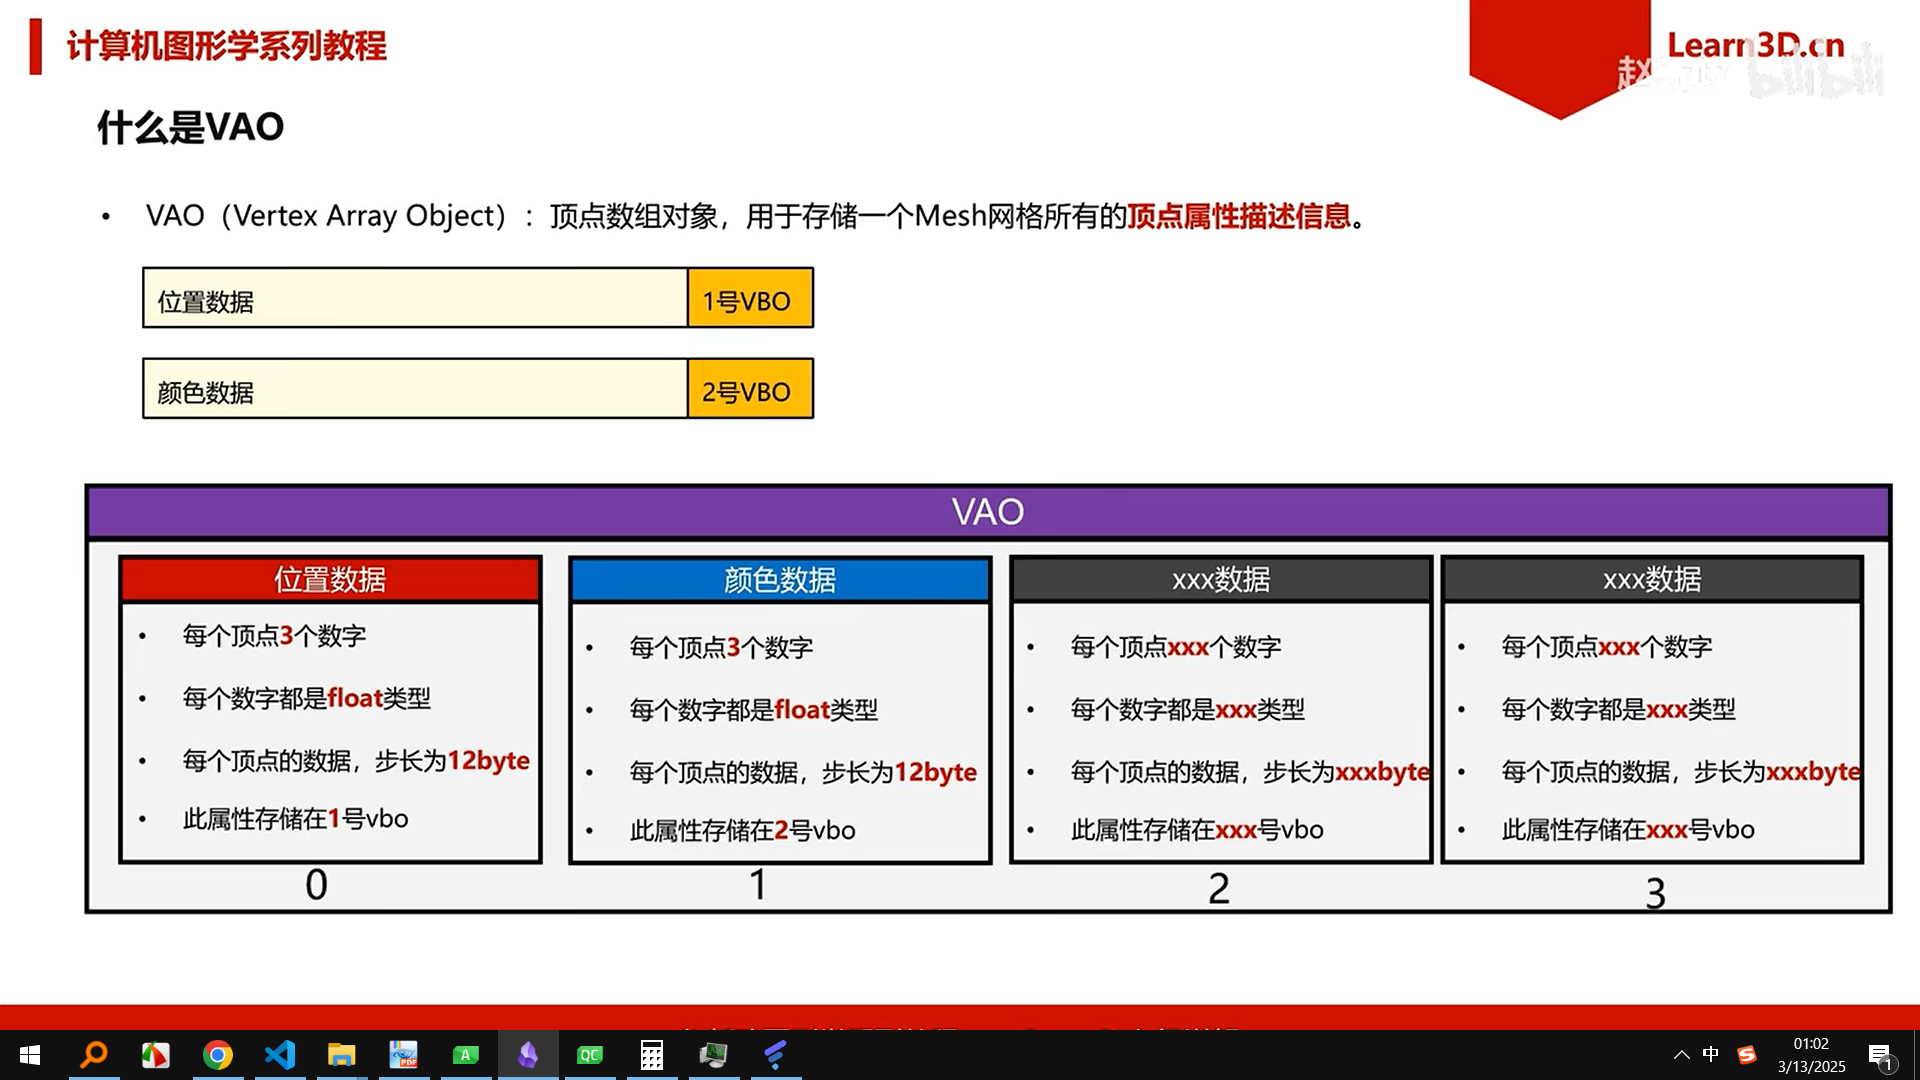 计算机图形学系列教程
Learn3D.cn
bilibili
什么是VAO
• VAO（Vertex Array Object）：顶点数组对象，用于存储一个Mesh网格所有的顶点属性描述信息。
位置数据 1号VBO
颜色数据 2号VBO
VAO
位置数据
• 每个顶点3个数字
• 每个数字都是float类型
• 每个顶点的数据，步长为12byte
• 此属性存储在1号vbo
0
颜色数据
• 每个顶点3个数字
• 每个数字都是float类型
• 每个顶点的数据，步长为12byte
• 此属性存储在2号vbo
1
xxx数据
• 每个顶点xxx个数字
• 每个数字都是xxx类型
• 每个顶点的数据，步长为xxxbyte
• 此属性存储在xxx号vbo
2
xxx数据
• 每个顶点xxx个数字
• 每个数字都是xxx类型
• 每个顶点的数据，步长为xxxbyte
• 此属性存储在xxx号vbo
3
PDF
A
QC
中
S
01:02
3/13/2025
1